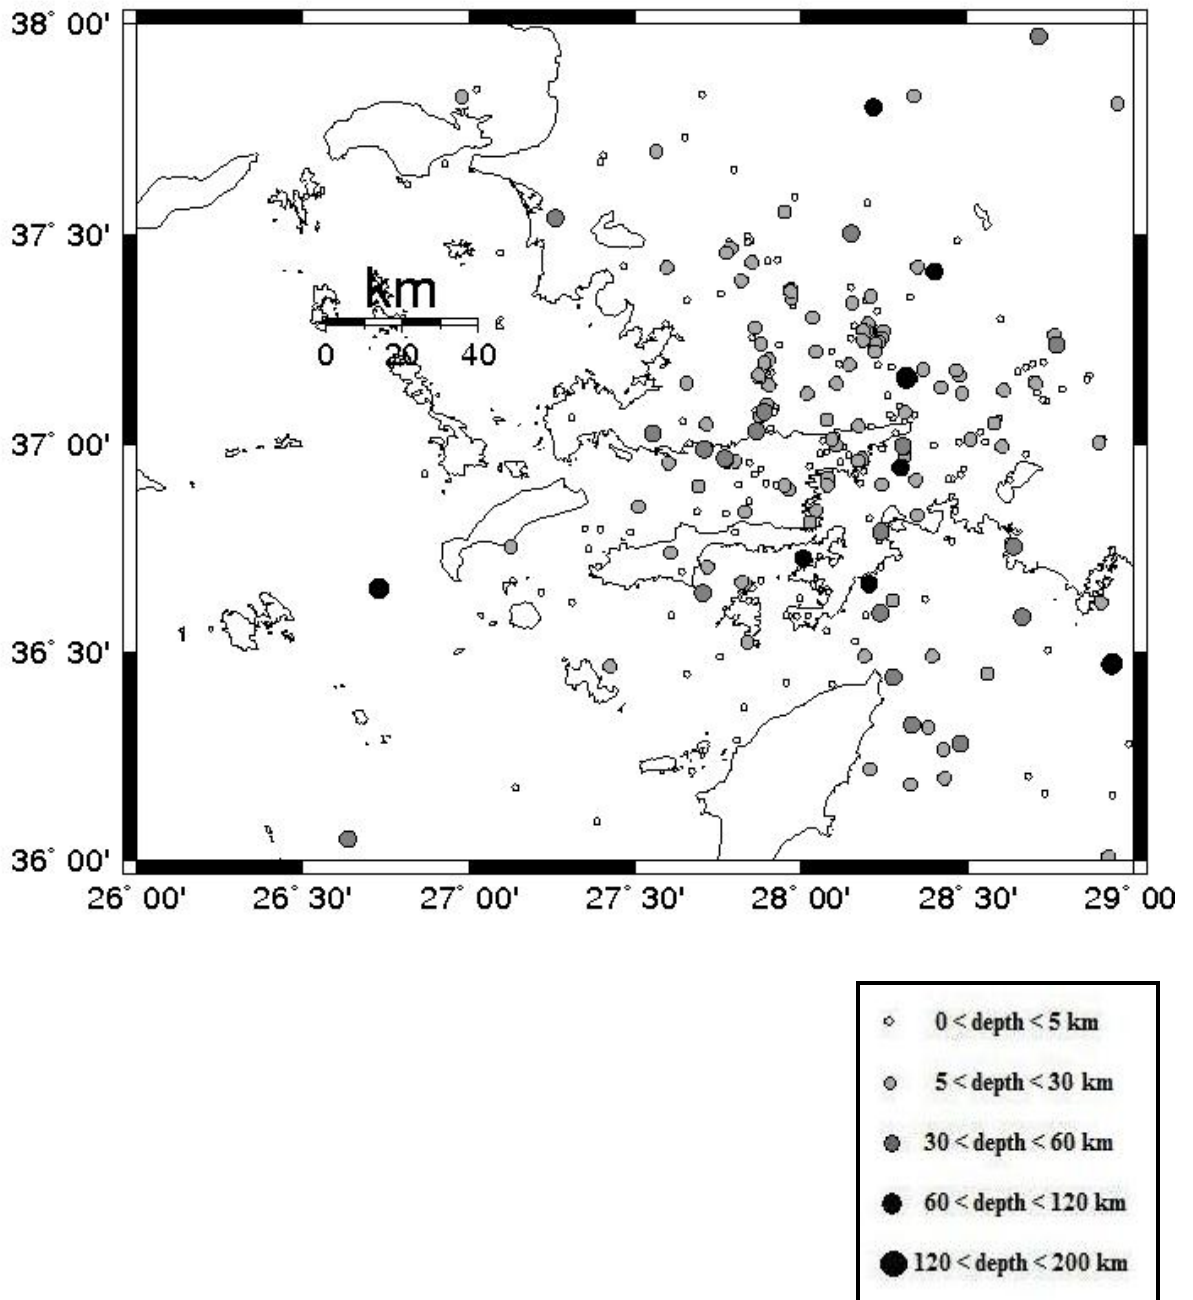 38° 00'
37° 30'
37° 00'
36° 30'
36° 00'
km
0 20 40
26° 00' 26° 30' 27° 00' 27° 30' 28° 00' 28° 30' 29° 00'
0 < depth < 5 km
5 < depth < 30 km
30 < depth < 60 km
60 < depth < 120 km
120 < depth < 200 km